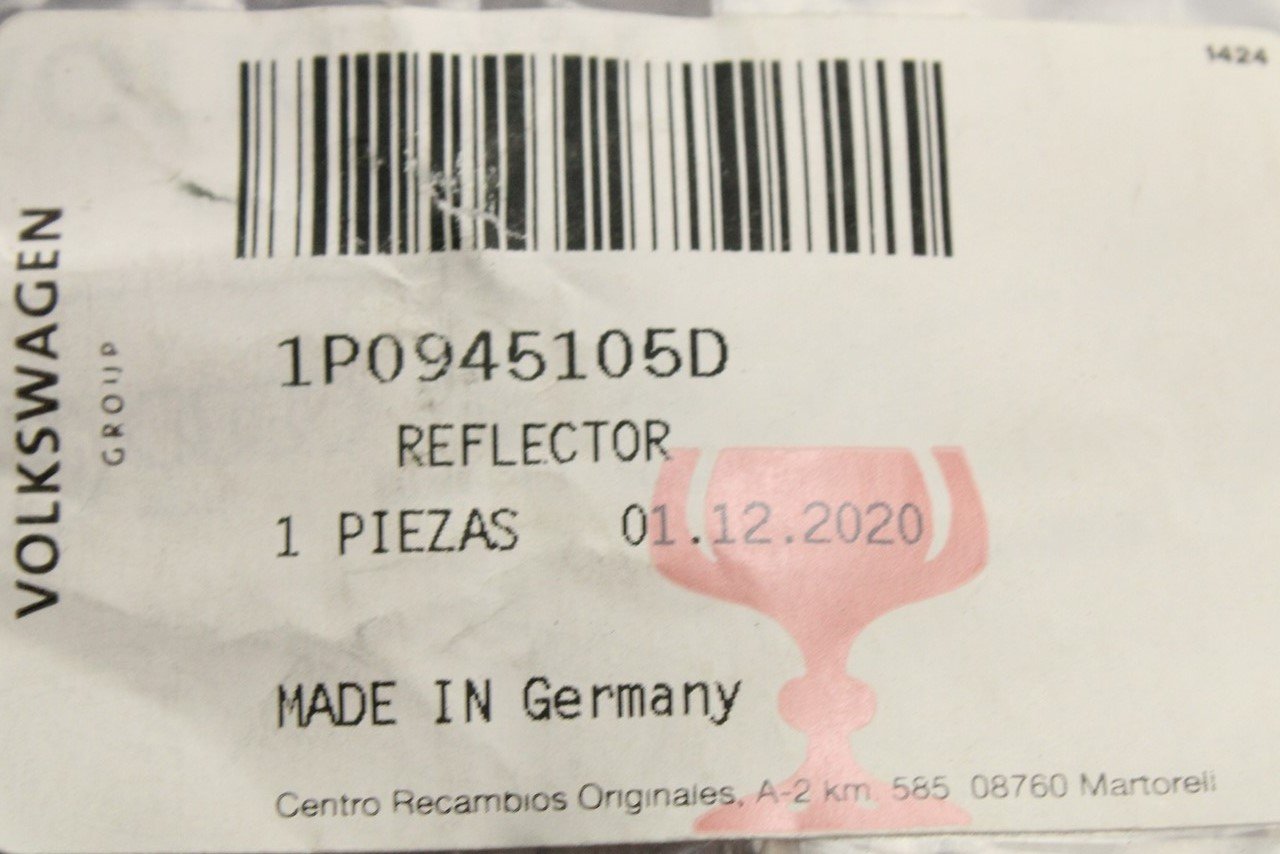 1424
VOLKSWAGEN
GROUP
1P0945105D
REFLECTOR
1 PIEZAS 01.12.2020
MADE IN Germany
Centro Recambios Originales, A-2 km. 585 08760 Martorell